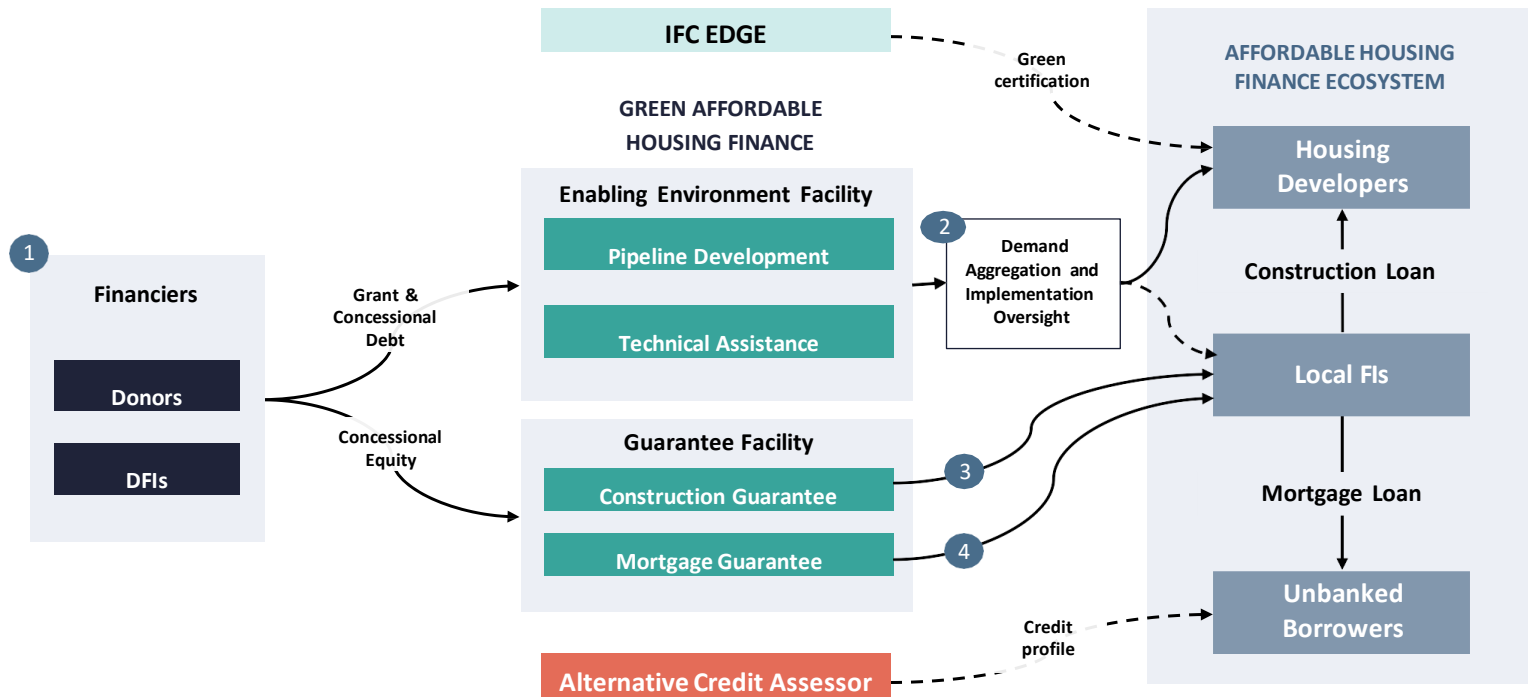 IFC EDGE
Green
certification
AFFORDABLE HOUSING
FINANCE ECOSYSTEM
GREEN AFFORDABLE
HOUSING FINANCE
Housing
Developers
Enabling Environment Facility
Pipeline Development
Technical Assistance
2
Demand
Aggregation and
Implementation
Oversight
1
Financiers
Donors
DFIs
Grant &
Concessional
Debt
Concessional
Equity
Construction Loan
Local FIs
Mortgage Loan
Guarantee Facility
Construction Guarantee
3
Mortgage Guarantee
4
Unbanked
Borrowers
Credit
profile
Alternative Credit Assessor